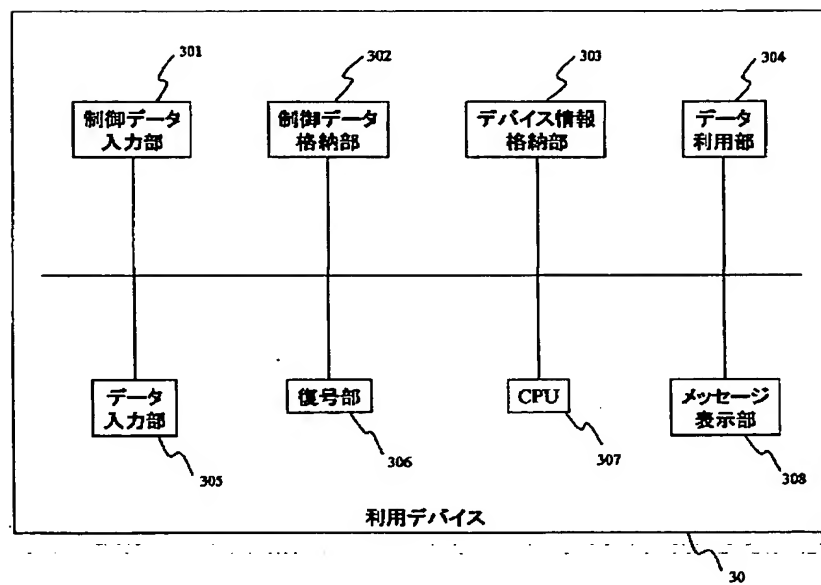 301
302
303
304
制御データ
入力部
制御データ
格納部
デバイス情報
格納部
データ
利用部
データ
入力部
復号部
CPU
メッセージ
表示部
305
306
307
308
利用デバイス
30